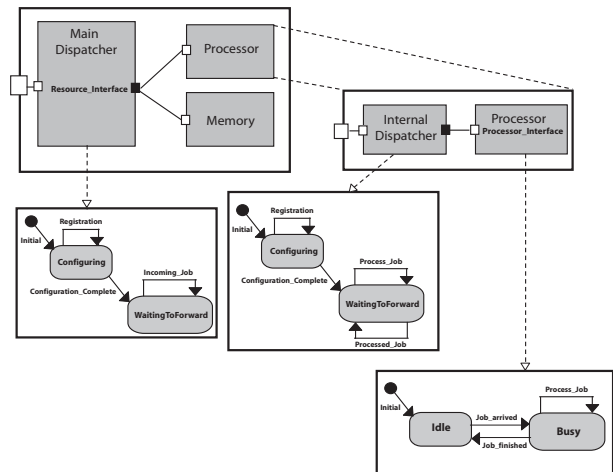 Main
Dispatcher
Resource_Interface
Processor
Memory
Internal
Dispatcher
Processor
Processor_Interface
Registration
Initial
Configuring
Incoming_Job
Configuration_Complete
WaitingToForward
Registration
Initial
Configuring
Process_Job
Configuration_Complete
WaitingToForward
Processed_Job
Process_Job
Initial
Job_arrived
Idle
Busy
Job_finished